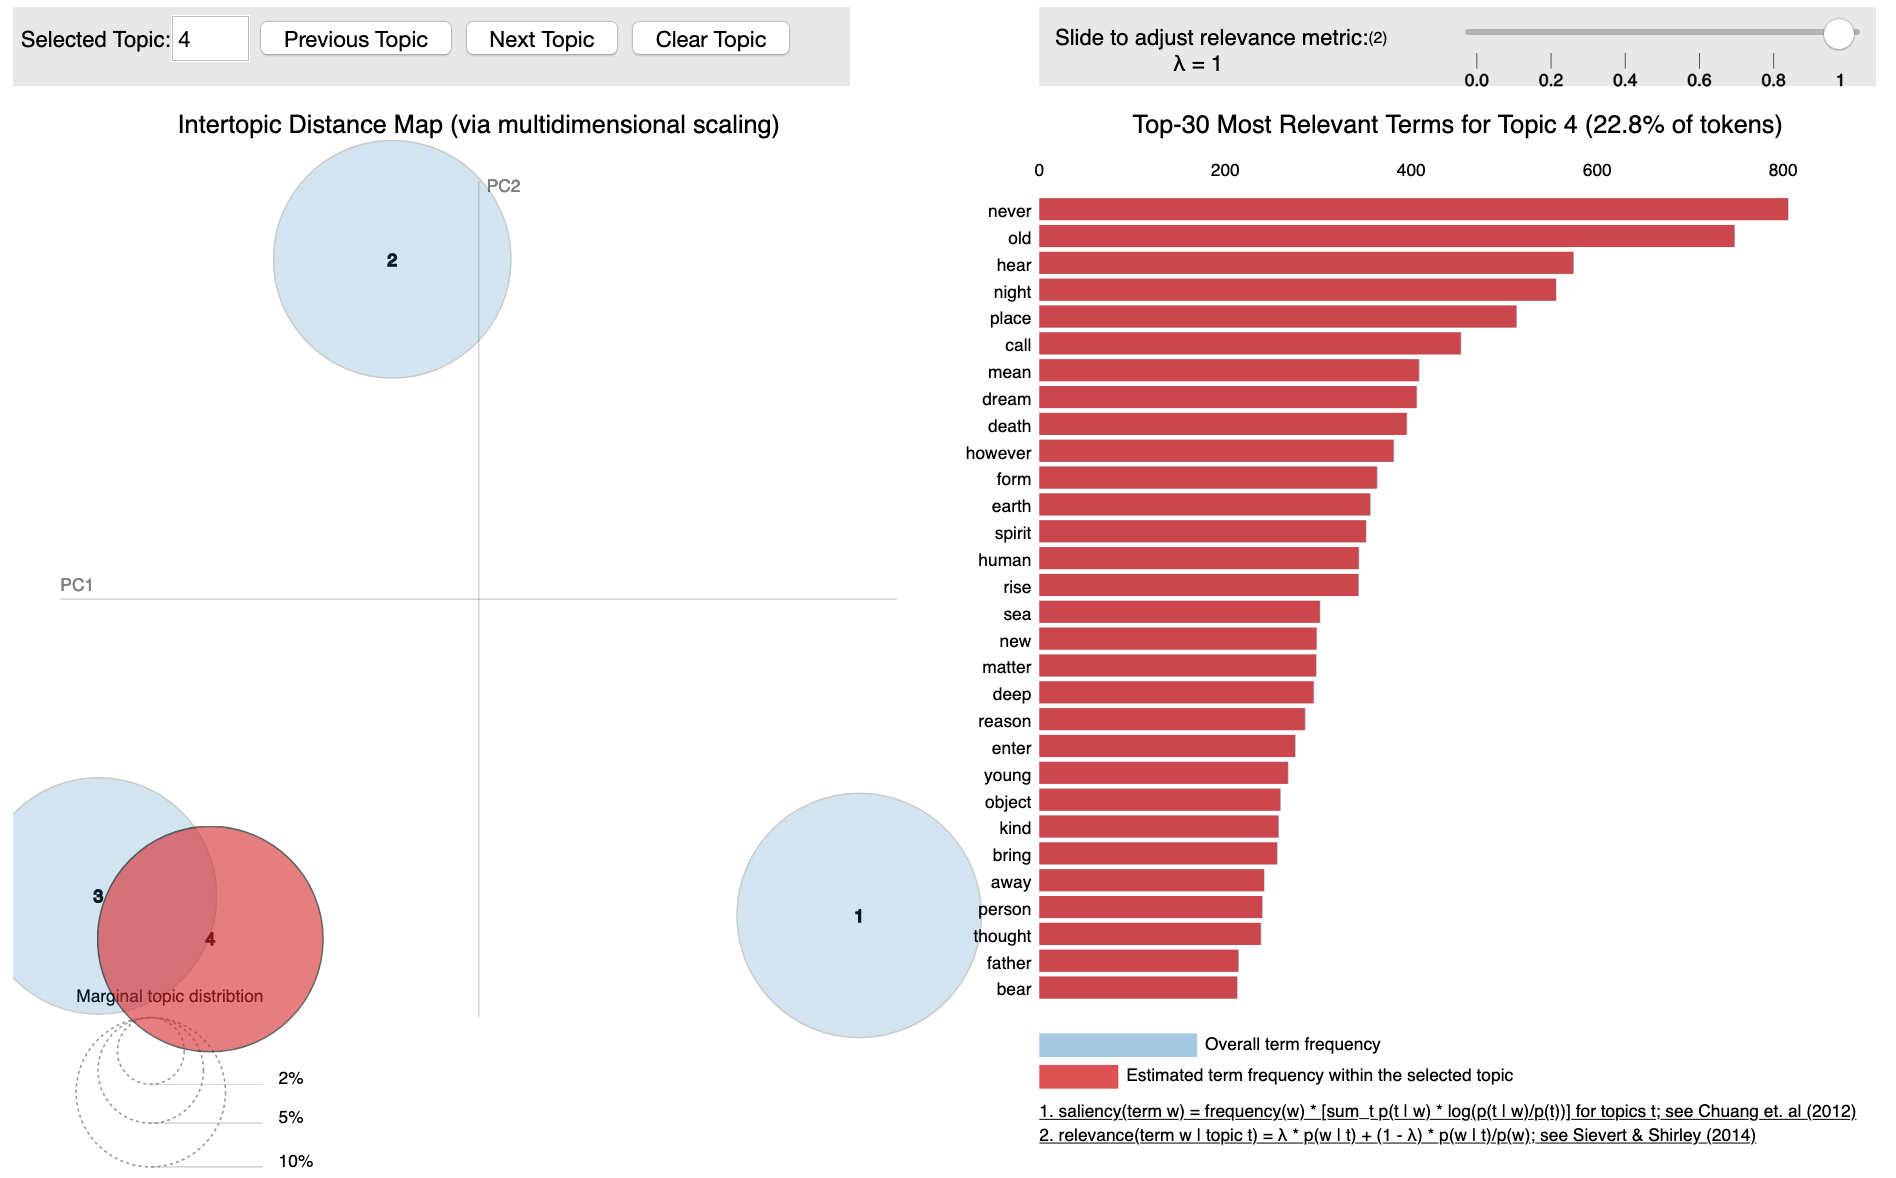 Selected Topic: 4 Previous Topic Next Topic Clear Topic
Slide to adjust relevance metric:(2)
λ = 1
0.0 0.2 0.4 0.6 0.8 1
Intertopic Distance Map (via multidimensional scaling)
PC2
2
PC1
3
4
1
Marginal topic distribtion
2%
5%
10%
Top-30 Most Relevant Terms for Topic 4 (22.8% of tokens)
0 200 400 600 800
never
old
hear
night
place
call
mean
dream
death
however
form
earth
spirit
human
rise
sea
new
matter
deep
reason
enter
young
object
kind
bring
away
person
thought
father
bear
Overall term frequency
Estimated term frequency within the selected topic
1. saliency(term w) = frequency(w) * [sum_t p(t | w) * log(p(t | w)/p(t))] for topics t; see Chuang et. al (2012)
2. relevance(term w | topic t) = λ * p(w | t) + (1 - λ) * p(w | t)/p(w); see Sievert & Shirley (2014)